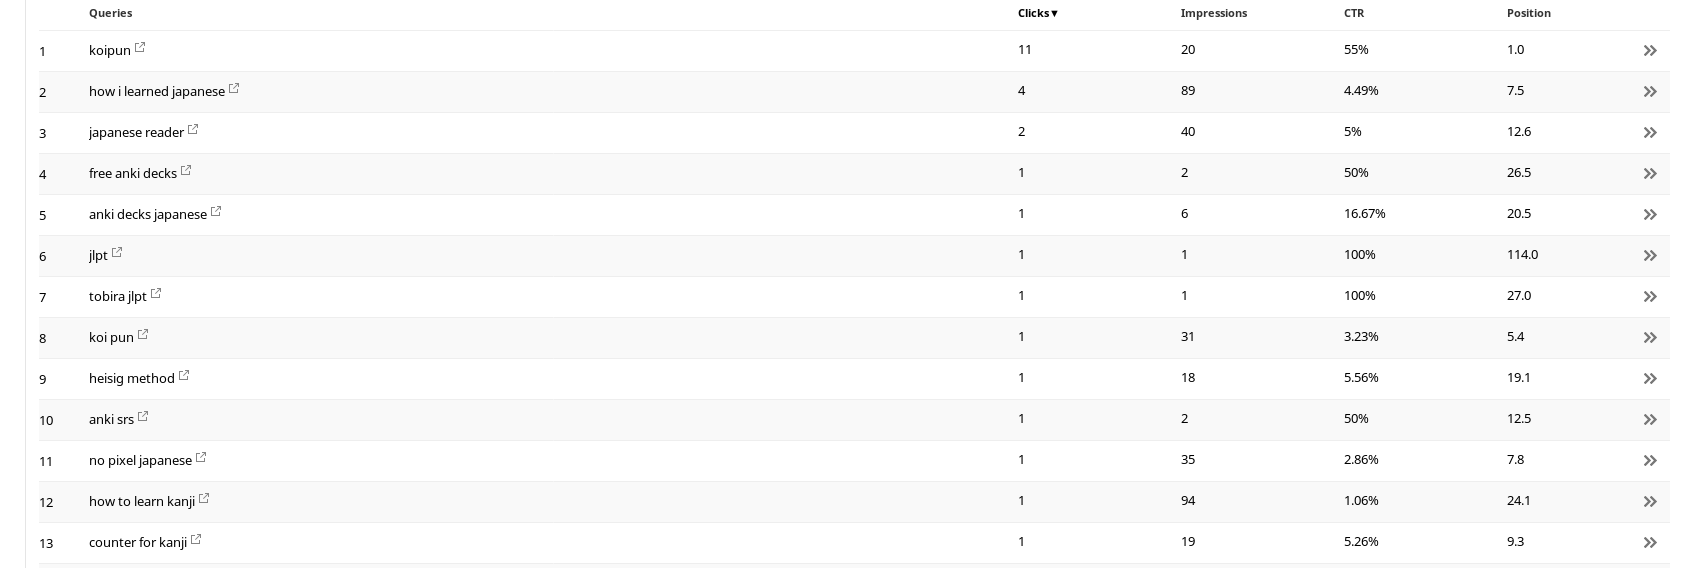 Queries Clicks▼ Impressions CTR Position
1 koipun 11 20 55% 1.0 »
2 how i learned japanese 4 89 4.49% 7.5 »
3 japanese reader 2 40 5% 12.6 »
4 free anki decks 1 2 50% 26.5 »
5 anki decks japanese 1 6 16.67% 20.5 »
6 jlpt 1 1 100% 114.0 »
7 tobira jlpt 1 1 100% 27.0 »
8 koi pun 1 31 3.23% 5.4 »
9 heisig method 1 18 5.56% 19.1 »
10 anki srs 1 2 50% 12.5 »
11 no pixel japanese 1 35 2.86% 7.8 »
12 how to learn kanji 1 94 1.06% 24.1 »
13 counter for kanji 1 19 5.26% 9.3 »